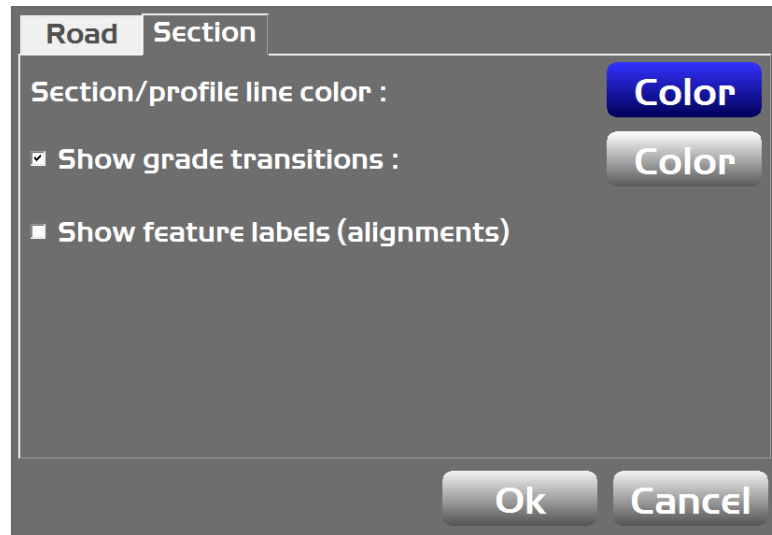 Road Section
Section/profile line color : Color
Show grade transitions : Color
Show feature labels (alignments)
Ok Cancel